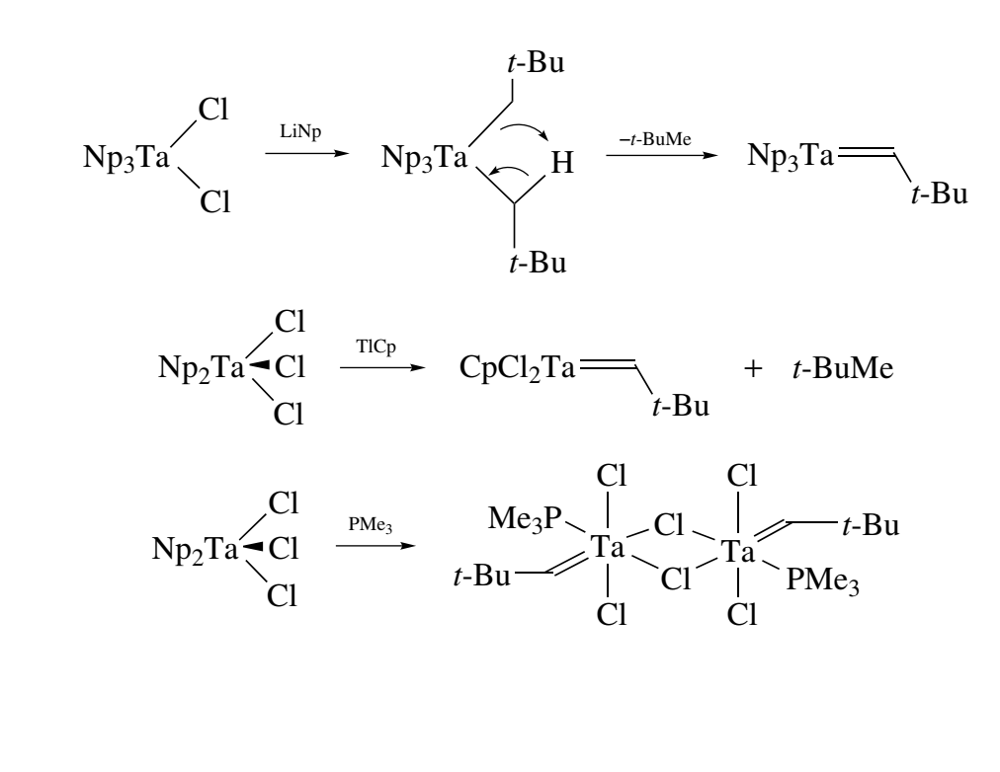 t-Bu
Cl
LiNp
Np3Ta
Np3Ta
H
–t-BuMe
Np3Ta
Cl
t-Bu
t-Bu
Cl
Np2Ta
Cl
TlCp
CpCl2Ta
+ t-BuMe
Cl
t-Bu
Cl
Cl
Cl
Np2Ta
Cl
PMe3
Me3P
Cl
t-Bu
Ta
Ta
t-Bu
Cl
PMe3
Cl
Cl
Cl